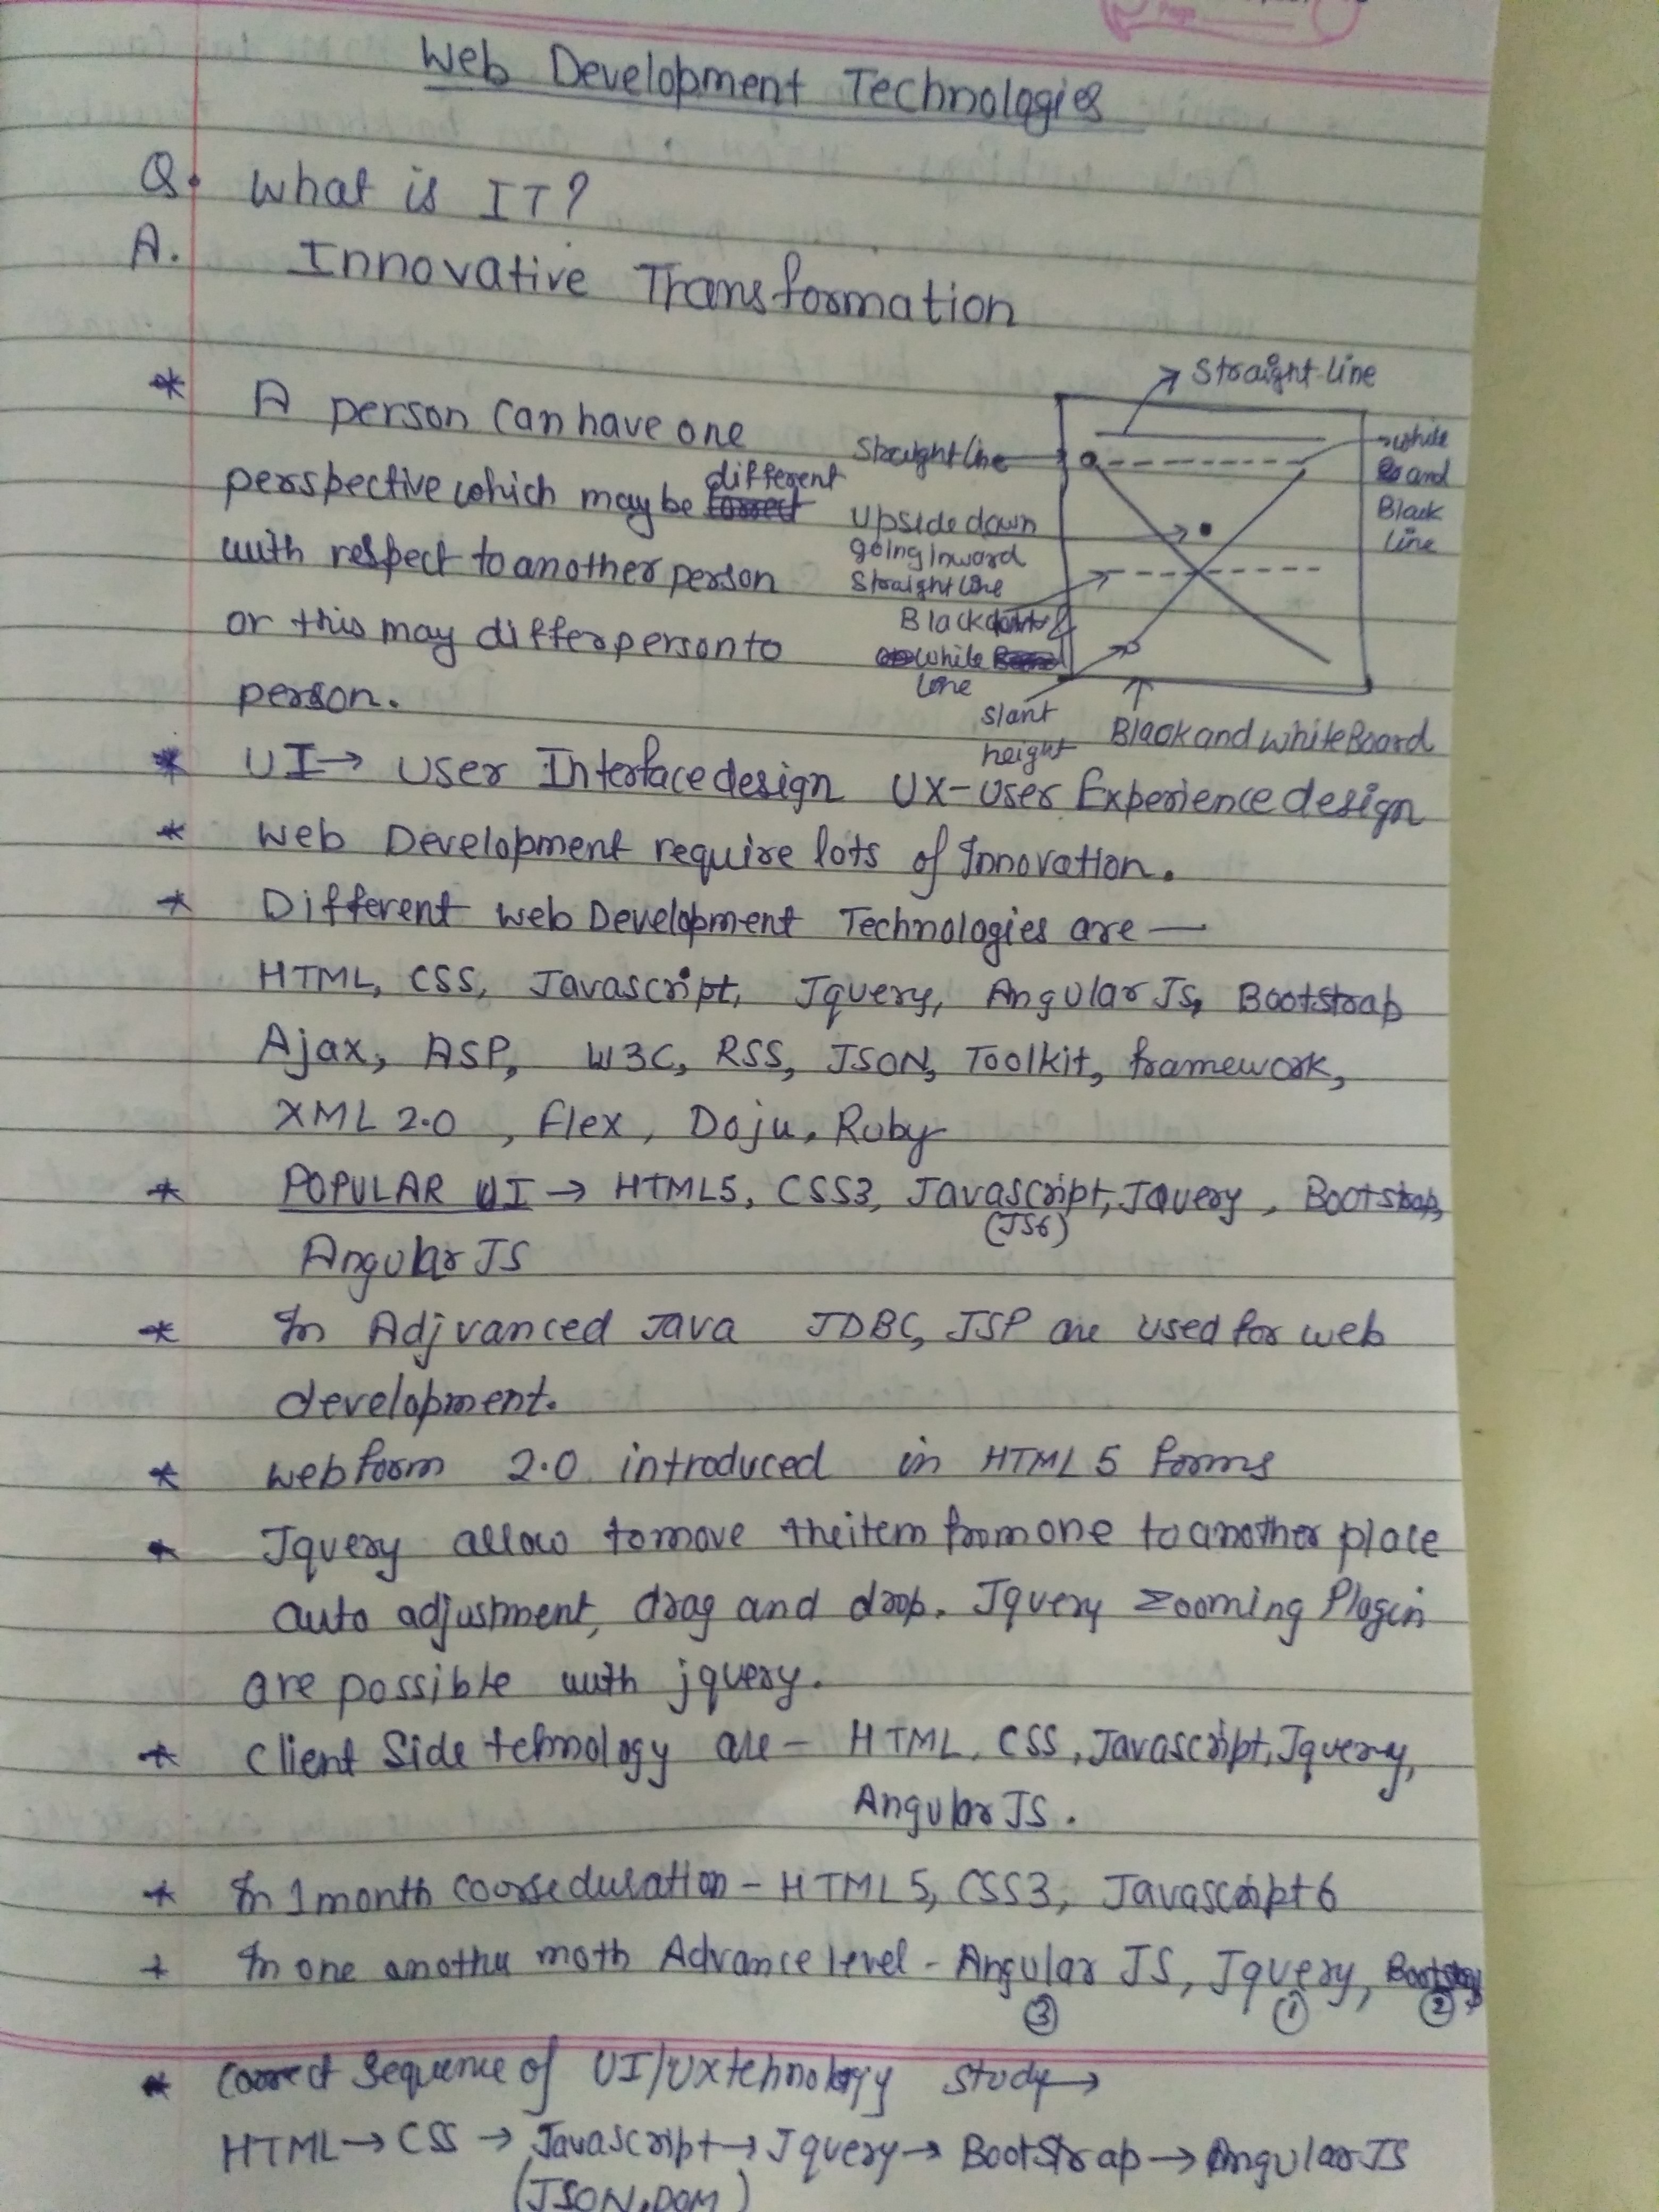 Page
Web Development Technologies
Q. What is IT?
A. Innovative Transformation
* A person can have one
perspective which may be different
with respect to another person
or this may differ person to
person.
Straight line
Straight line
white
and
Black
line
Upside down
going inward
Straight line
Black
white
line
slant
height
Black and white Board
* UI → User Interface design UX - User Experience design
* Web Development require lots of Innovation.
* Different web Development Technologies are —
HTML, CSS, Javascript, Jquery, Angular JS, Bootstrap
Ajax, ASP, W3C, RSS, JSON, Toolkit, framework,
XML 2.0 , Flex, Doju, Ruby
* POPULAR UI → HTML5, CSS3, Javascript, Jquery, Bootstrap,
(JS6)
Angular JS
* In Adjvanced Java JDBC, JSP are used for web
development.
* webform 2.0 introduced in HTML 5 forms
* Jquery allow to move the item from one to another place
auto adjustment, drag and drop. Jquery zooming Plugin
are possible with jquery.
* Client Side tehnology are - HTML, CSS, Javascript, Jquery,
Angular JS.
* In 1 month course duration - HTML 5, CSS3, Javascript 6
+ In one another moth Advance level - Angular JS, Jquery, Bootstrap
③ ① ②
* Correct Sequence of UI/UX tehnology Study →
HTML → CSS → Javascript → Jquery → BootStrap → Angular JS
(JSON, DOM)